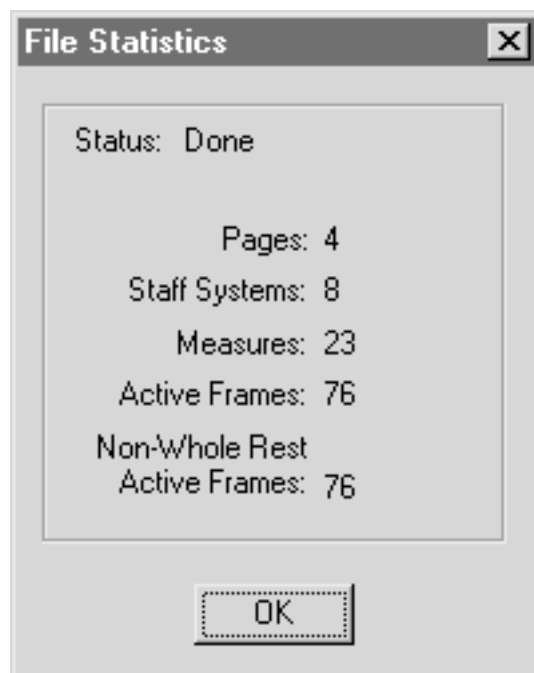 File Statistics
Status: Done
Pages: 4
Staff Systems: 8
Measures: 23
Active Frames: 76
Non-Whole Rest
Active Frames: 76
OK